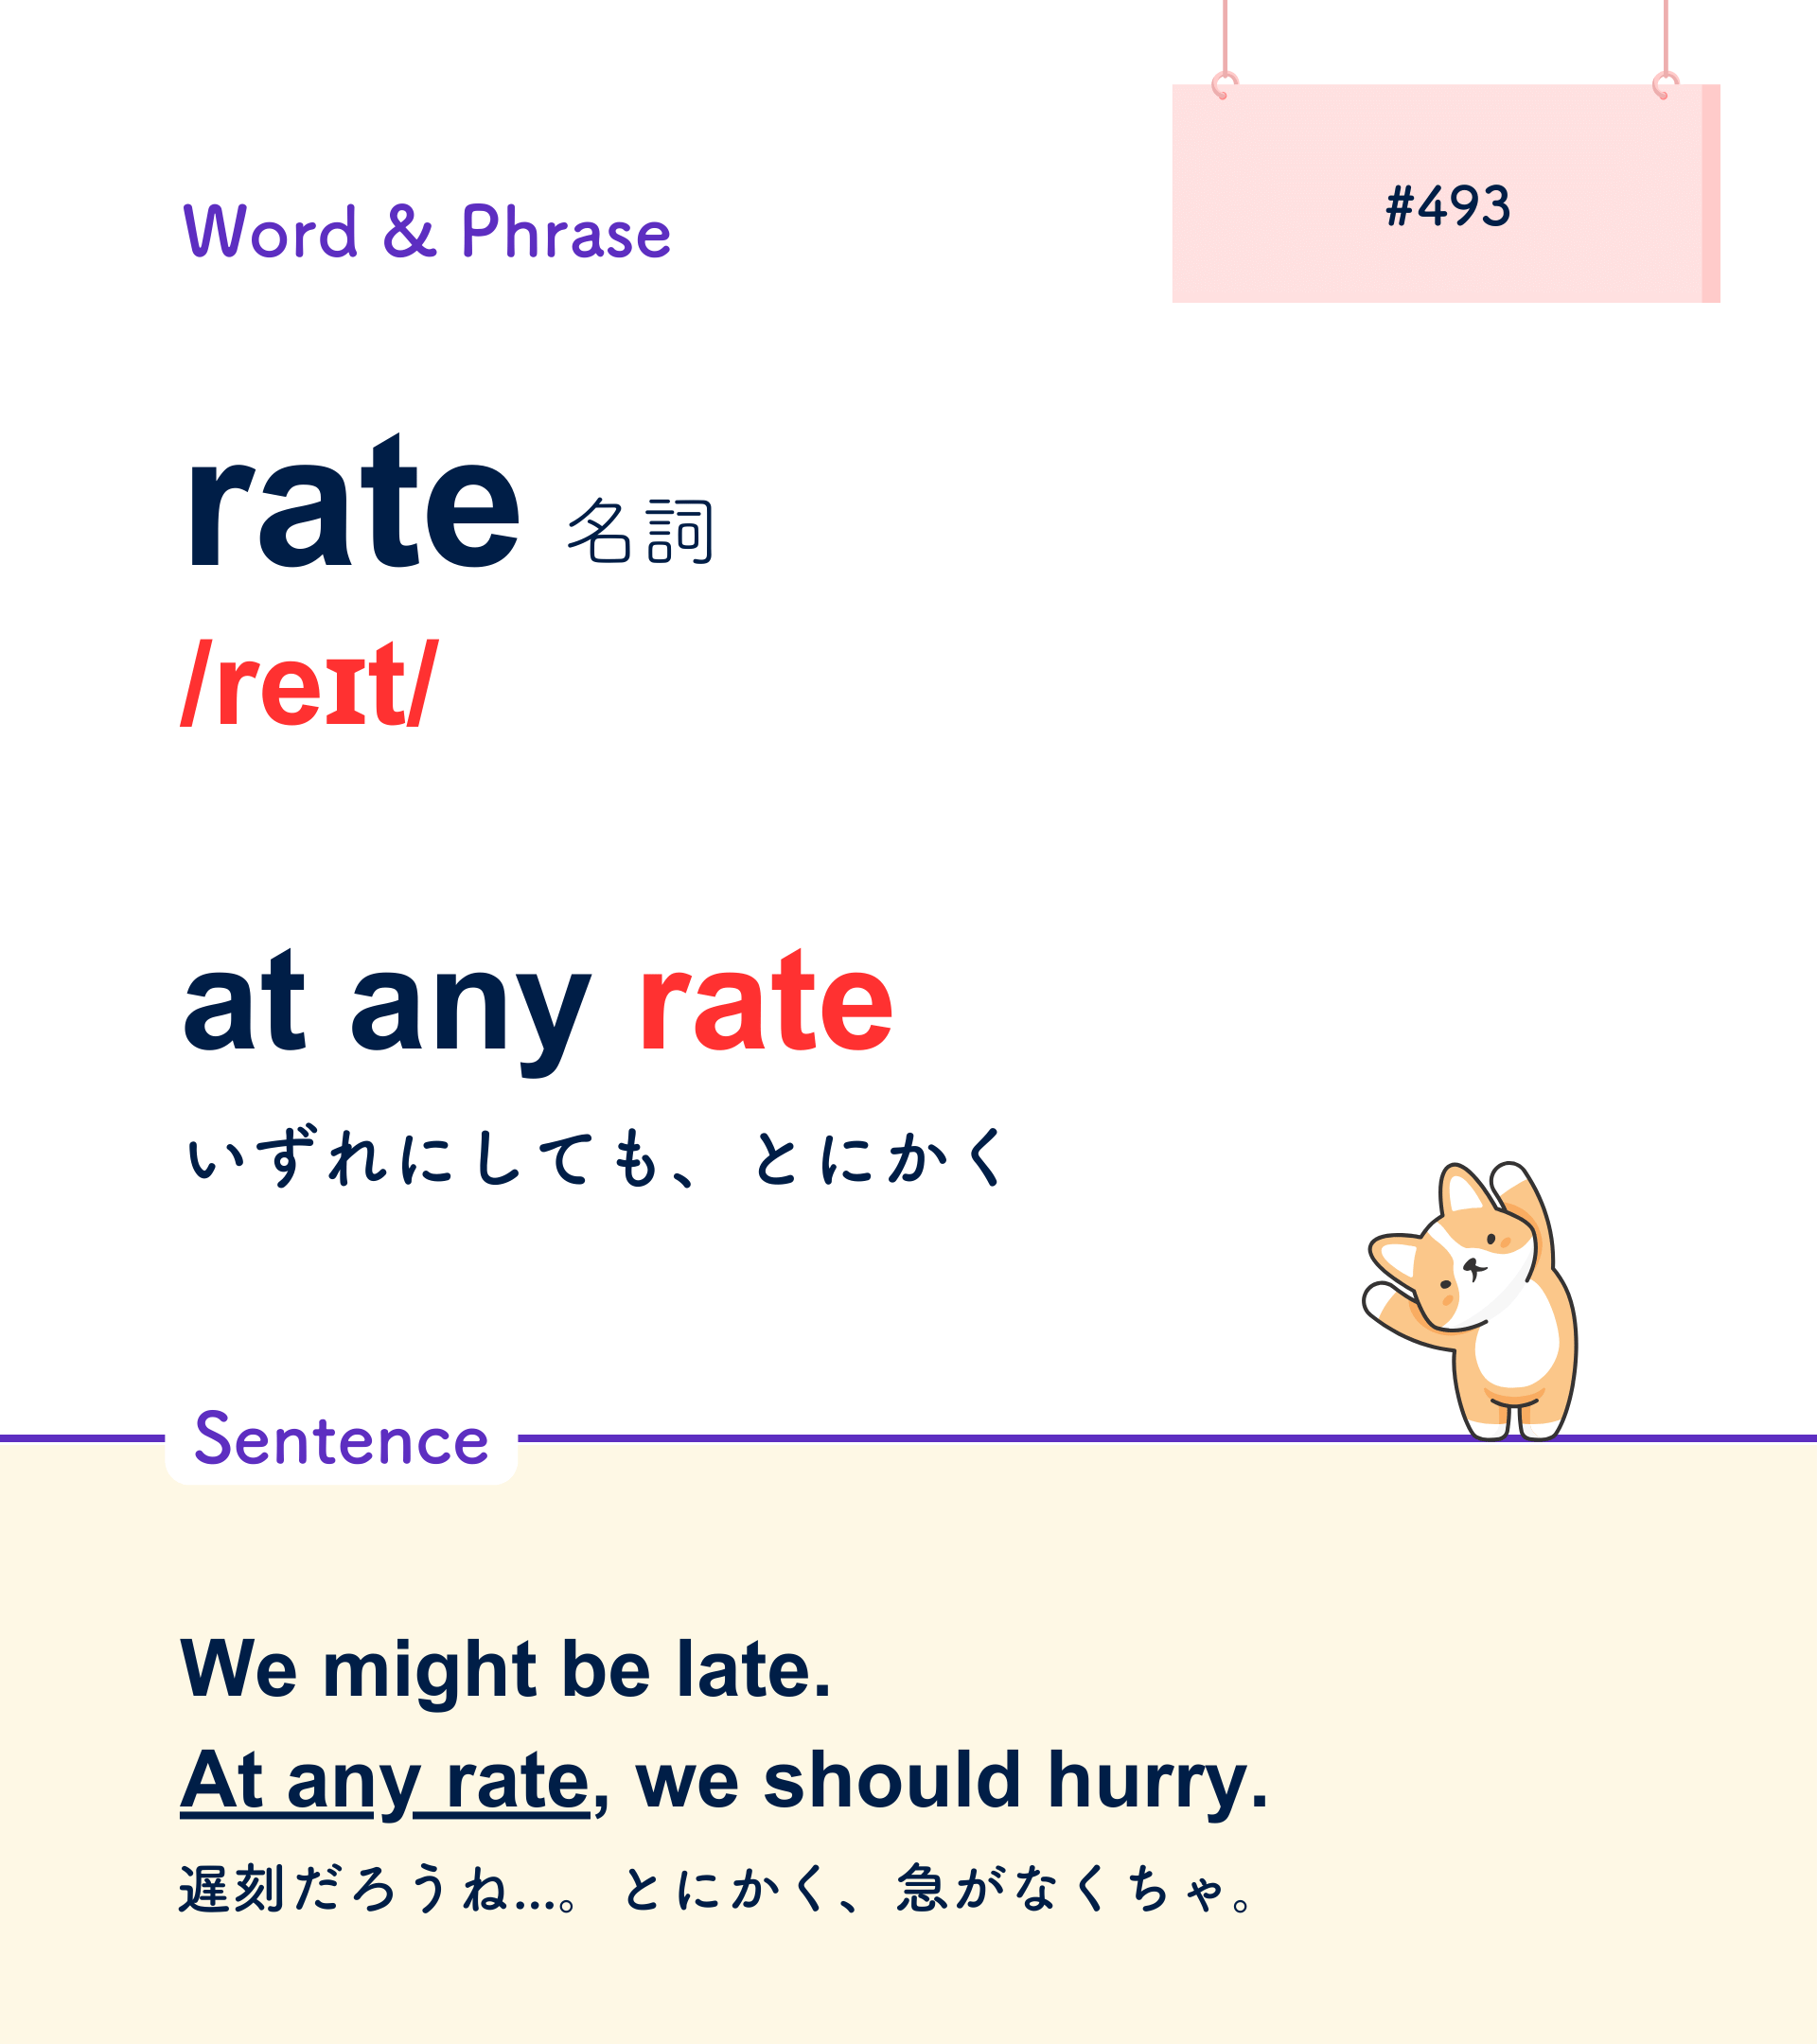 #493
Word & Phrase
rate 名詞
/reɪt/
at any rate
いずれにしても、とにかく
Sentence
We might be late.
At any rate, we should hurry.
遅刻だろうね...。とにかく、急がなくちゃ。